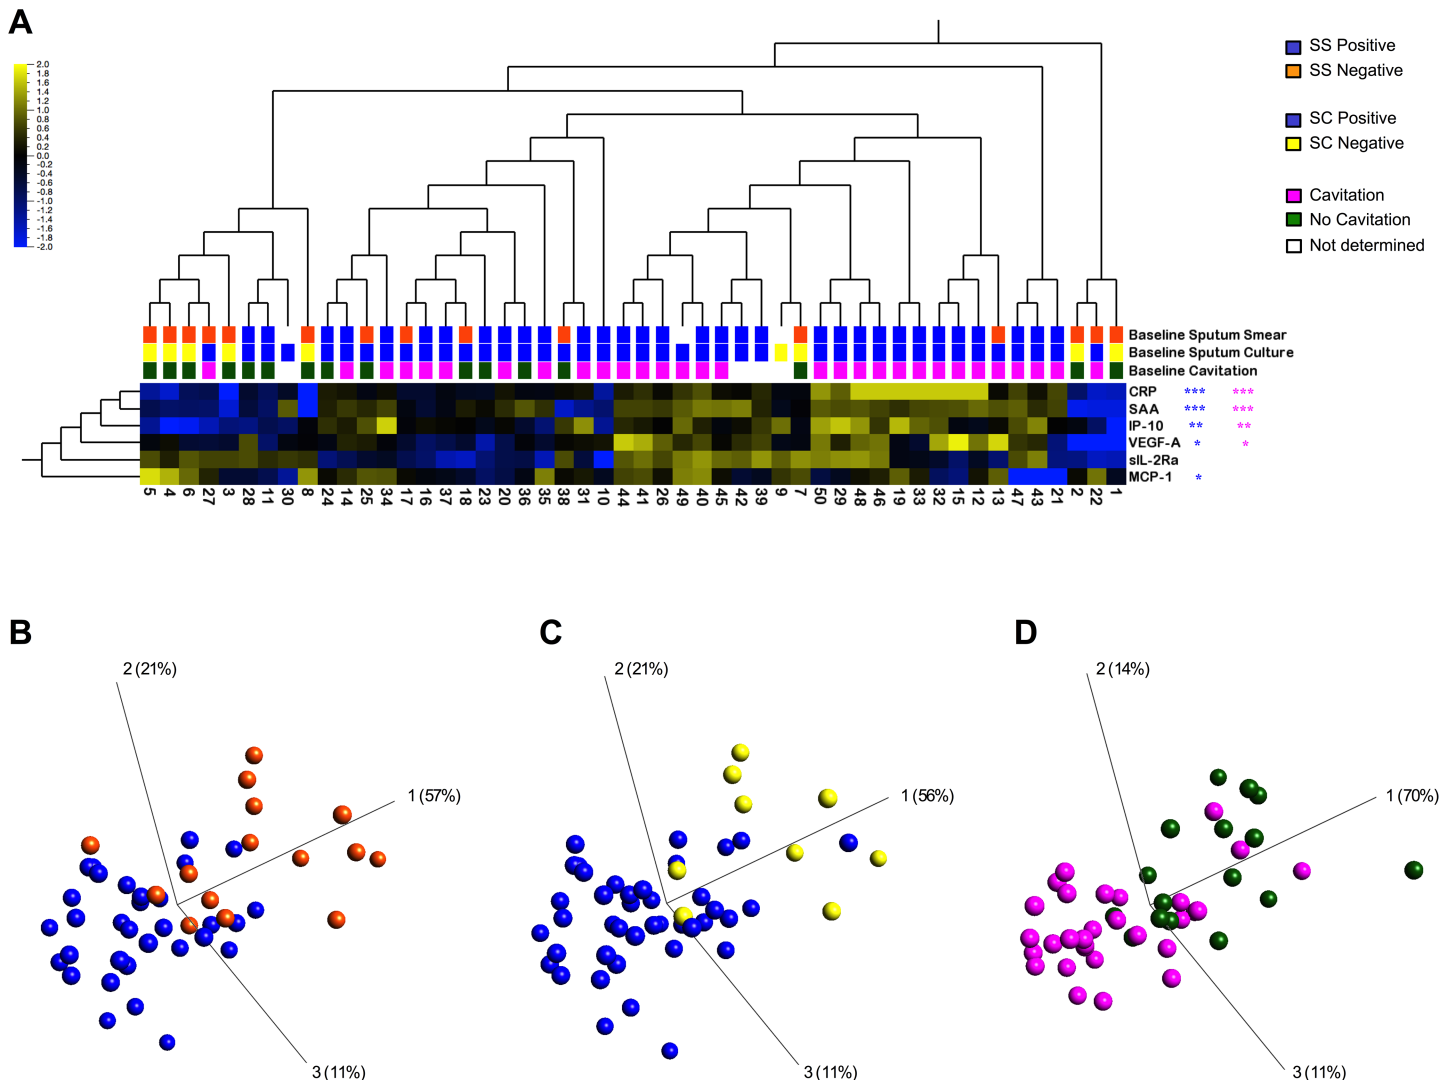 A
2.0
1.8
1.6
1.4
1.2
1.0
0.8
0.6
0.4
0.2
0.0
-0.2
-0.4
-0.6
-0.8
-1.0
-1.2
-1.4
-1.6
-1.8
-2.0
SS Positive
SS Negative
SC Positive
SC Negative
Cavitation
No Cavitation
Not determined
Baseline Sputum Smear
Baseline Sputum Culture
Baseline Cavitation
CRP *** ***
SAA *** ***
IP-10 ** **
VEGF-A * *
sIL-2Ra
MCP-1 *
5 4 6 27 3 28 11 30 8 24 14 25 34 17 16 37 18 23 20 36 35 38 31 10 44 41 26 49 40 45 42 39 9 7 50 29 48 46 19 33 32 15 12 13 47 43 21 2 22 1
B
2 (21%)
1 (57%)
3 (11%)
C
2 (21%)
1 (56%)
3 (11%)
D
2 (14%)
1 (70%)
3 (11%)